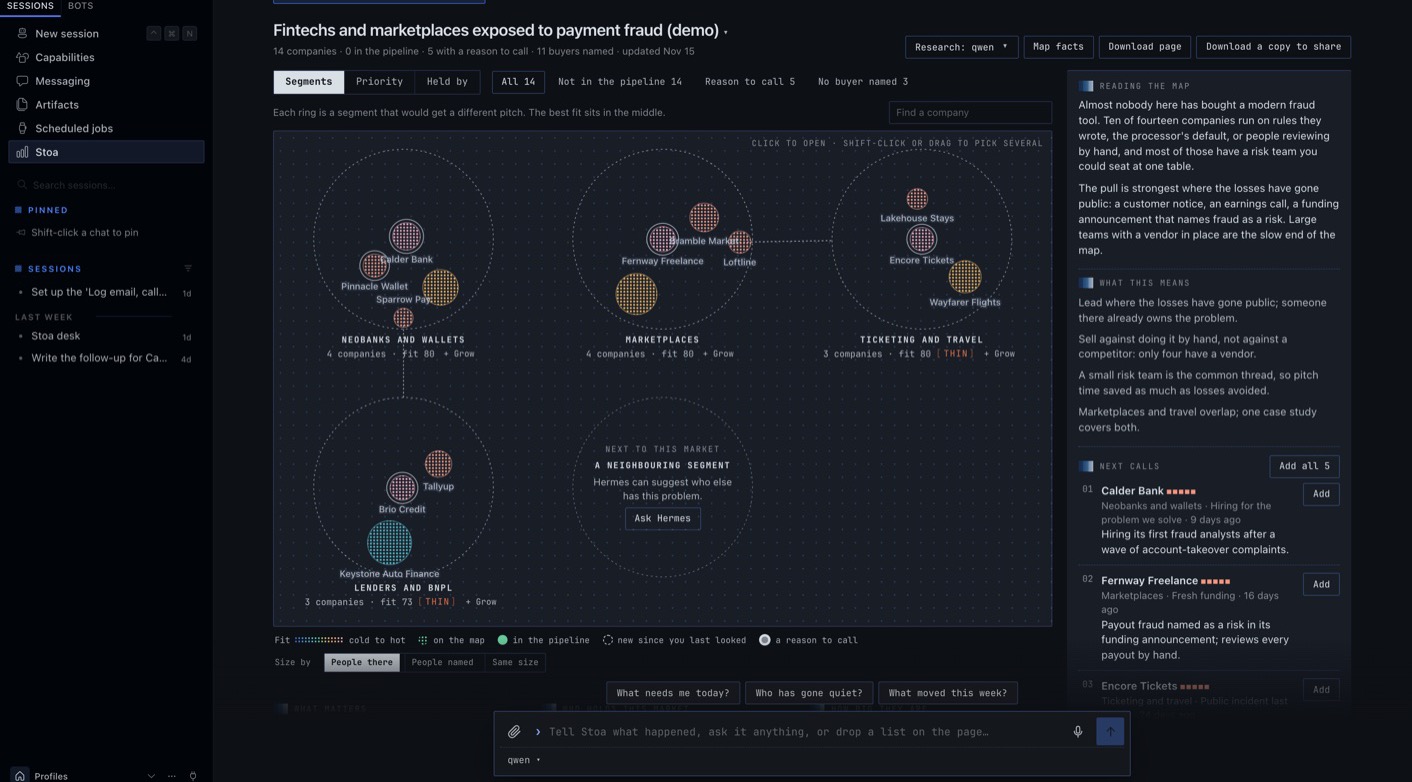 SESSIONS BOTS
New session ^ ⌘ N
Capabilities
Messaging
Artifacts
Scheduled jobs
Stoa
Search sessions...
PINNED
Shift-click a chat to pin
SESSIONS
Set up the 'Log email, call... 1d
LAST WEEK
Stoa desk 1d
Write the follow-up for Ca... 4d
Profiles
Fintechs and marketplaces exposed to payment fraud (demo)
14 companies · 0 in the pipeline · 5 with a reason to call · 11 buyers named · updated Nov 15
Research: qwen
Map facts
Download page
Download a copy to share
Segments Priority Held by All 14 Not in the pipeline 14 Reason to call 5 No buyer named 3
Each ring is a segment that would get a different pitch. The best fit sits in the middle.
Find a company
CLICK TO OPEN · SHIFT-CLICK OR DRAG TO PICK SEVERAL
Calder Bank
Pinnacle Wallet
Sparrow Pay
NEOBANKS AND WALLETS
4 companies · fit 80 + Grow
Bramble Market
Fernway Freelance
Loftline
MARKETPLACES
4 companies · fit 80 + Grow
Lakehouse Stays
Encore Tickets
Wayfarer Flights
TICKETING AND TRAVEL
3 companies · fit 80 [THIN] + Grow
Tallyup
Brio Credit
Keystone Auto Finance
LENDERS AND BNPL
3 companies · fit 73 [THIN] + Grow
NEXT TO THIS MARKET
A NEIGHBOURING SEGMENT
Hermes can suggest who else
has this problem.
Ask Hermes
Fit cold to hot on the map in the pipeline new since you last looked a reason to call
Size by People there People named Same size
What needs me today? Who has gone quiet? What moved this week?
WHAT MATTERS
Tell Stoa what happened, ask it anything, or drop a list on the page…
qwen
READING THE MAP
Almost nobody here has bought a modern fraud
tool. Ten of fourteen companies run on rules they
wrote, the processor's default, or people reviewing
by hand, and most of those have a risk team you
could seat at one table.
The pull is strongest where the losses have gone
public: a customer notice, an earnings call, a funding
announcement that names fraud as a risk. Large
teams with a vendor in place are the slow end of the
map.
WHAT THIS MEANS
Lead where the losses have gone public; someone
there already owns the problem.
Sell against doing it by hand, not against a
competitor: only four have a vendor.
A small risk team is the common thread, so pitch
time saved as much as losses avoided.
Marketplaces and travel overlap; one case study
covers both.
NEXT CALLS
Add all 5
01 Calder Bank
Add
Neobanks and wallets · Hiring for the
problem we solve · 9 days ago
Hiring its first fraud analysts after a
wave of account-takeover complaints.
02 Fernway Freelance
Add
Marketplaces · Fresh funding · 16 days
ago
Payout fraud named as a risk in its
funding announcement; reviews every
payout by hand.
03 Encore Tickets
Add
Ticketing and travel · Public incident last